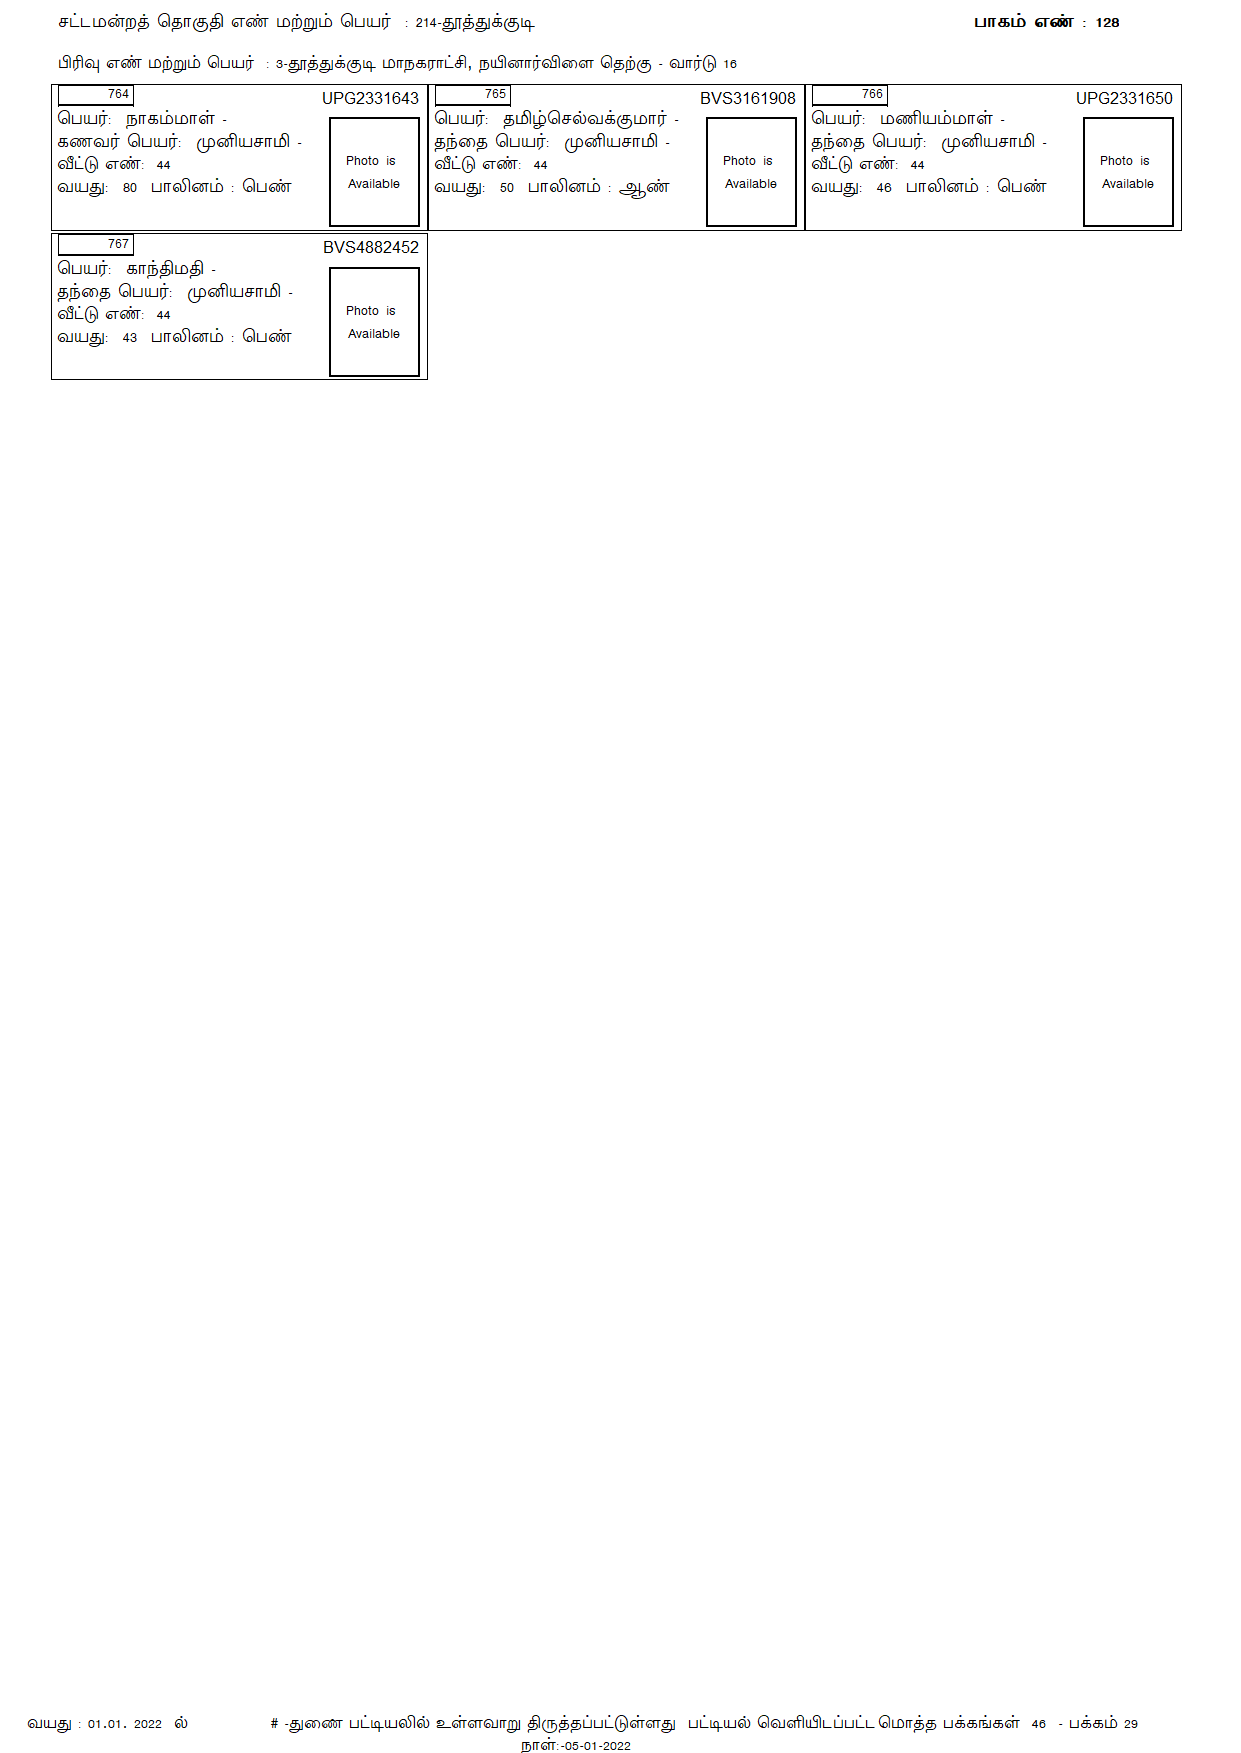 சட்டமன்றத் தொகுதி எண் மற்றும் பெயர் : 214-தூத்துக்குடி பாகம் எண் : 128
பிரிவு எண் மற்றும் பெயர் : 3-தூத்துக்குடி மாநகராட்சி, நயினார்விளை தெற்கு - வார்டு 16
764 UPG2331643
பெயர்: நாகம்மாள் -
கணவர் பெயர்: முனியசாமி -
வீட்டு எண்: 44
வயது: 80 பாலினம் : பெண்
Photo is
Available
765 BVS3161908
பெயர்: தமிழ்செல்வக்குமார் -
தந்தை பெயர்: முனியசாமி -
வீட்டு எண்: 44
வயது: 50 பாலினம் : ஆண்
Photo is
Available
766 UPG2331650
பெயர்: மணியம்மாள் -
தந்தை பெயர்: முனியசாமி -
வீட்டு எண்: 44
வயது: 46 பாலினம் : பெண்
Photo is
Available
767 BVS4882452
பெயர்: காந்திமதி -
தந்தை பெயர்: முனியசாமி -
வீட்டு எண்: 44
வயது: 43 பாலினம் : பெண்
Photo is
Available
வயது : 01.01. 2022 ல் # -துணை பட்டியலில் உள்ளவாறு திருத்தப்பட்டுள்ளது பட்டியல் வெளியிடப்பட்ட மொத்த பக்கங்கள் 46 - பக்கம் 29
நாள்:-05-01-2022